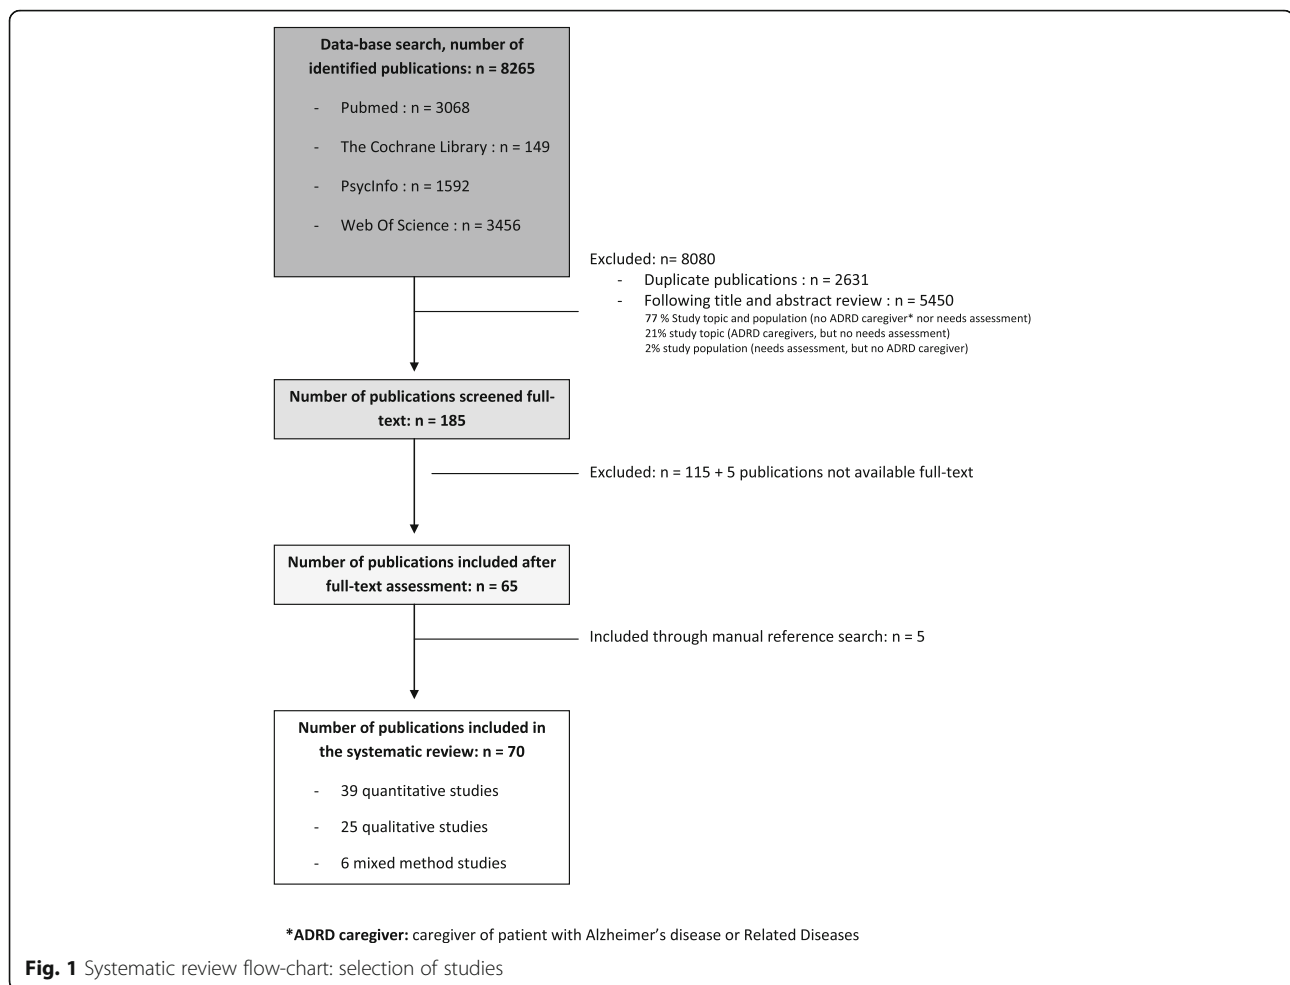 Data-base search, number of
identified publications: n = 8265
- Pubmed : n = 3068
- The Cochrane Library : n = 149
- PsycInfo : n = 1592
- Web Of Science : n = 3456
Excluded: n= 8080
- Duplicate publications : n = 2631
- Following title and abstract review : n = 5450
77 % Study topic and population (no ADRD caregiver* nor needs assessment)
21% study topic (ADRD caregivers, but no needs assessment)
2% study population (needs assessment, but no ADRD caregiver)
Number of publications screened full-
text: n = 185
Excluded: n = 115 + 5 publications not available full-text
Number of publications included after
full-text assessment: n = 65
Included through manual reference search: n = 5
Number of publications included in
the systematic review: n = 70
- 39 quantitative studies
- 25 qualitative studies
- 6 mixed method studies
*ADRD caregiver: caregiver of patient with Alzheimer’s disease or Related Diseases
Fig. 1 Systematic review flow-chart: selection of studies